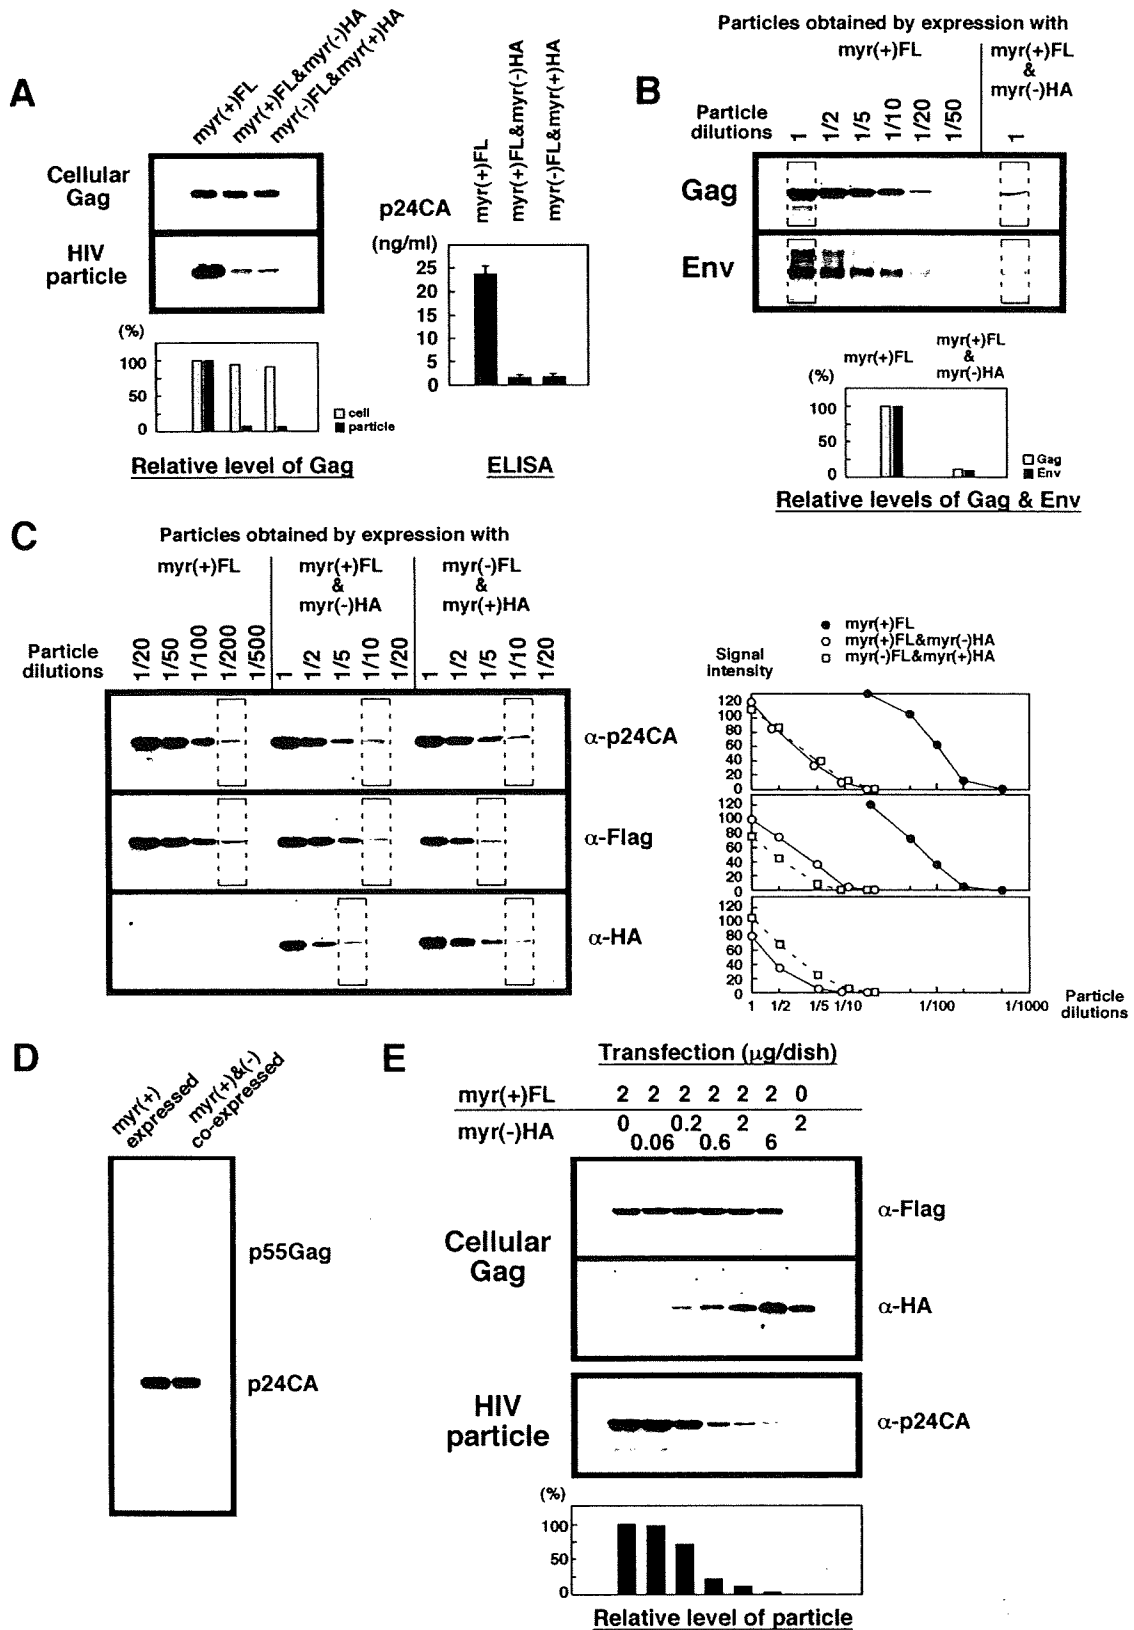 A
myr(+)FL
myr(+)FL&myr(-)HA
myr(-)FL&myr(+)HA
Cellular
Gag
HIV
particle
(%)
100
50
0
cell
particle
Relative level of Gag
p24CA
(ng/ml)
myr(+)FL
myr(+)FL&myr(-)HA
myr(-)FL&myr(+)HA
25
20
15
10
5
0
ELISA
B
Particles obtained by expression with
myr(+)FL
myr(+)FL
&
myr(-)HA
Particle
dilutions
1
1/2
1/5
1/10
1/20
1/50
1
Gag
Env
myr(+)FL
myr(+)FL
&
myr(-)HA
(%)
100
50
0
Gag
Env
Relative levels of Gag & Env
C
Particles obtained by expression with
myr(+)FL
myr(+)FL
&
myr(-)HA
myr(-)FL
&
myr(+)HA
Particle
dilutions
1/20
1/50
1/100
1/200
1/500
1
1/2
1/5
1/10
1/20
1
1/2
1/5
1/10
1/20
α-p24CA
α-Flag
α-HA
myr(+)FL
myr(+)FL&myr(-)HA
myr(-)FL&myr(+)HA
Signal
intensity
120
100
80
60
40
20
0
120
100
80
60
40
20
0
120
100
80
60
40
20
0
1 1/2 1/5 1/10 1/100 1/1000
Particle
dilutions
D
myr(+)
expressed
myr(+)&(-)
co-expressed
p55Gag
p24CA
E
Transfection (μg/dish)
myr(+)FL 2 2 2 2 2 2 0
myr(-)HA 0 0.06 0.2 0.6 2 6 2
Cellular
Gag
α-Flag
α-HA
HIV
particle
α-p24CA
(%)
100
50
0
Relative level of particle